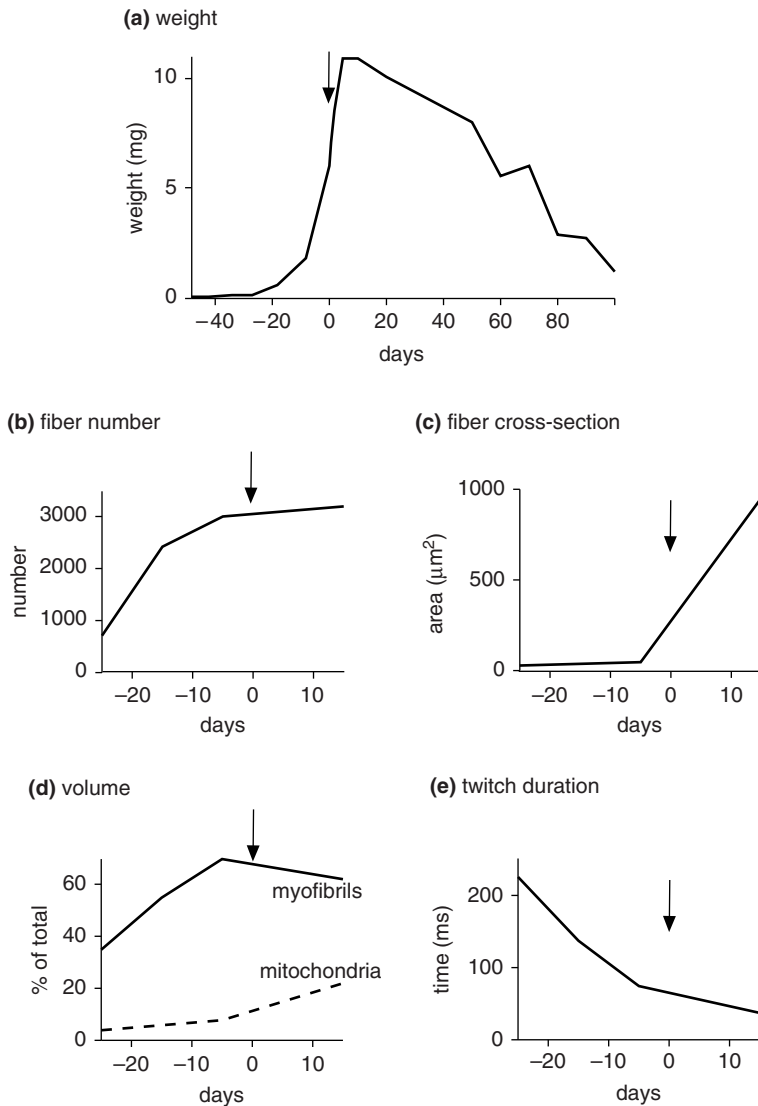 (a) weight
10
5
0
weight (mg)
−40 −20 0 20 40 60 80
days
(b) fiber number
3000
2000
1000
0
number
−20 −10 0 10
days
(c) fiber cross-section
1000
500
0
area (µm²)
−20 −10 0 10
days
(d) volume
60
40
20
0
% of total
myofibrils
mitochondria
−20 −10 0 10
days
(e) twitch duration
200
100
0
time (ms)
−20 −10 0 10
days